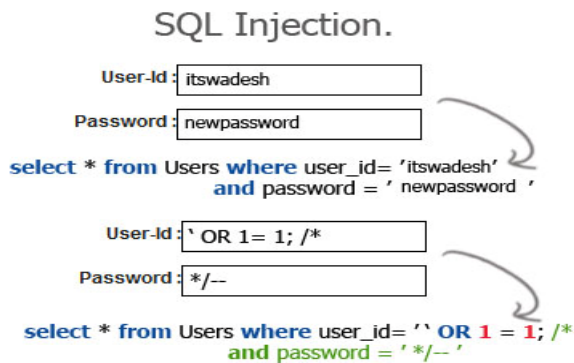 SQL Injection.
User-Id : itswadesh
Password : newpassword
select * from Users where user_id= 'itswadesh'
and password = ' newpassword '
User-Id : ` OR 1= 1; /*
Password : */--
select * from Users where user_id= '` OR 1 = 1; /*
and password = ' */-- '